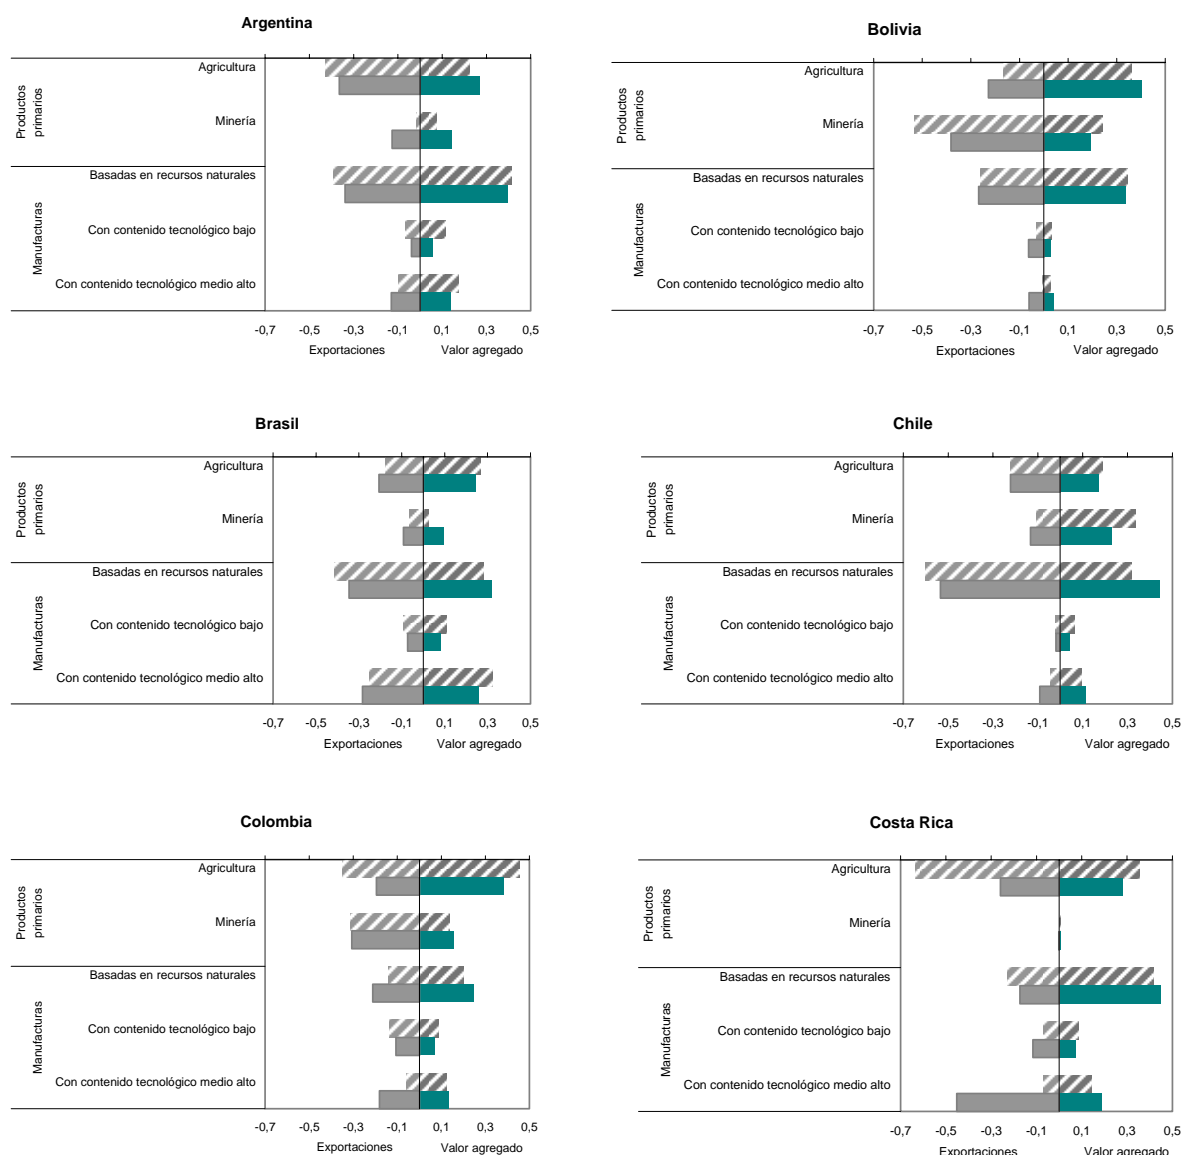 Argentina
Productos
primarios
Agricultura
Minería
Manufacturas
Basadas en recursos naturales
Con contenido tecnológico bajo
Con contenido tecnológico medio alto
-0,7 -0,5 -0,3 -0,1 0,1 0,3 0,5
Exportaciones Valor agregado
Bolivia
Productos
primarios
Agricultura
Minería
Manufacturas
Basadas en recursos naturales
Con contenido tecnológico bajo
Con contenido tecnológico medio alto
-0,7 -0,5 -0,3 -0,1 0,1 0,3 0,5
Exportaciones Valor agregado
Brasil
Productos
primarios
Agricultura
Minería
Manufacturas
Basadas en recursos naturales
Con contenido tecnológico bajo
Con contenido tecnológico medio alto
-0,7 -0,5 -0,3 -0,1 0,1 0,3 0,5
Exportaciones Valor agregado
Chile
Productos
primarios
Agricultura
Minería
Manufacturas
Basadas en recursos naturales
Con contenido tecnológico bajo
Con contenido tecnológico medio alto
-0,7 -0,5 -0,3 -0,1 0,1 0,3 0,5
Exportaciones Valor agregado
Colombia
Productos
primarios
Agricultura
Minería
Manufacturas
Basadas en recursos naturales
Con contenido tecnológico bajo
Con contenido tecnológico medio alto
-0,7 -0,5 -0,3 -0,1 0,1 0,3 0,5
Exportaciones Valor agregado
Costa Rica
Productos
primarios
Agricultura
Minería
Manufacturas
Basadas en recursos naturales
Con contenido tecnológico bajo
Con contenido tecnológico medio alto
-0,7 -0,5 -0,3 -0,1 0,1 0,3 0,5
Exportaciones Valor agregado